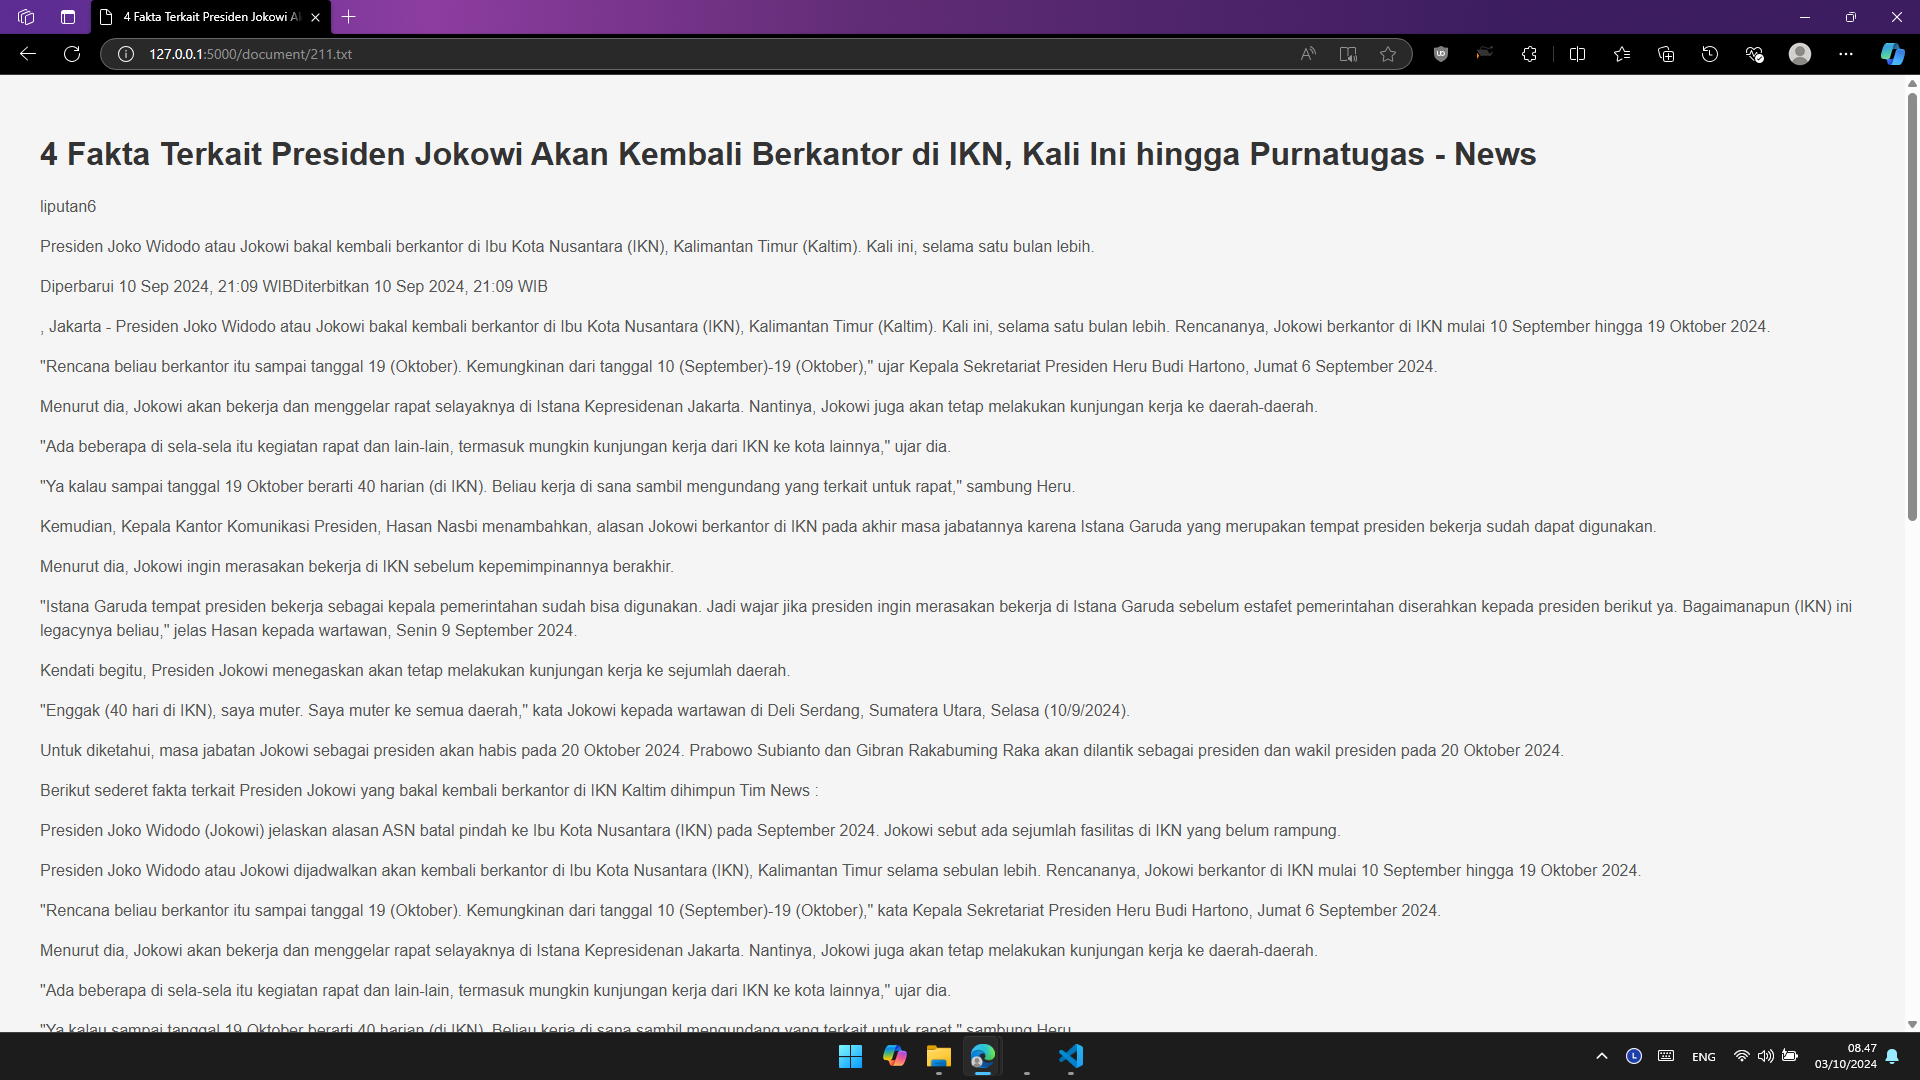 4 Fakta Terkait Presiden Jokowi Ak
127.0.0.1:5000/document/211.txt
4 Fakta Terkait Presiden Jokowi Akan Kembali Berkantor di IKN, Kali Ini hingga Purnatugas - News
liputan6
Presiden Joko Widodo atau Jokowi bakal kembali berkantor di Ibu Kota Nusantara (IKN), Kalimantan Timur (Kaltim). Kali ini, selama satu bulan lebih.
Diperbarui 10 Sep 2024, 21:09 WIBDiterbitkan 10 Sep 2024, 21:09 WIB
, Jakarta - Presiden Joko Widodo atau Jokowi bakal kembali berkantor di Ibu Kota Nusantara (IKN), Kalimantan Timur (Kaltim). Kali ini, selama satu bulan lebih. Rencananya, Jokowi berkantor di IKN mulai 10 September hingga 19 Oktober 2024.
"Rencana beliau berkantor itu sampai tanggal 19 (Oktober). Kemungkinan dari tanggal 10 (September)-19 (Oktober)," ujar Kepala Sekretariat Presiden Heru Budi Hartono, Jumat 6 September 2024.
Menurut dia, Jokowi akan bekerja dan menggelar rapat selayaknya di Istana Kepresidenan Jakarta. Nantinya, Jokowi juga akan tetap melakukan kunjungan kerja ke daerah-daerah.
"Ada beberapa di sela-sela itu kegiatan rapat dan lain-lain, termasuk mungkin kunjungan kerja dari IKN ke kota lainnya," ujar dia.
"Ya kalau sampai tanggal 19 Oktober berarti 40 harian (di IKN). Beliau kerja di sana sambil mengundang yang terkait untuk rapat," sambung Heru.
Kemudian, Kepala Kantor Komunikasi Presiden, Hasan Nasbi menambahkan, alasan Jokowi berkantor di IKN pada akhir masa jabatannya karena Istana Garuda yang merupakan tempat presiden bekerja sudah dapat digunakan.
Menurut dia, Jokowi ingin merasakan bekerja di IKN sebelum kepemimpinannya berakhir.
"Istana Garuda tempat presiden bekerja sebagai kepala pemerintahan sudah bisa digunakan. Jadi wajar jika presiden ingin merasakan bekerja di Istana Garuda sebelum estafet pemerintahan diserahkan kepada presiden berikut ya. Bagaimanapun (IKN) ini
legacynya beliau," jelas Hasan kepada wartawan, Senin 9 September 2024.
Kendati begitu, Presiden Jokowi menegaskan akan tetap melakukan kunjungan kerja ke sejumlah daerah.
"Enggak (40 hari di IKN), saya muter. Saya muter ke semua daerah," kata Jokowi kepada wartawan di Deli Serdang, Sumatera Utara, Selasa (10/9/2024).
Untuk diketahui, masa jabatan Jokowi sebagai presiden akan habis pada 20 Oktober 2024. Prabowo Subianto dan Gibran Rakabuming Raka akan dilantik sebagai presiden dan wakil presiden pada 20 Oktober 2024.
Berikut sederet fakta terkait Presiden Jokowi yang bakal kembali berkantor di IKN Kaltim dihimpun Tim News :
Presiden Joko Widodo (Jokowi) jelaskan alasan ASN batal pindah ke Ibu Kota Nusantara (IKN) pada September 2024. Jokowi sebut ada sejumlah fasilitas di IKN yang belum rampung.
Presiden Joko Widodo atau Jokowi dijadwalkan akan kembali berkantor di Ibu Kota Nusantara (IKN), Kalimantan Timur selama sebulan lebih. Rencananya, Jokowi berkantor di IKN mulai 10 September hingga 19 Oktober 2024.
"Rencana beliau berkantor itu sampai tanggal 19 (Oktober). Kemungkinan dari tanggal 10 (September)-19 (Oktober)," kata Kepala Sekretariat Presiden Heru Budi Hartono, Jumat 6 September 2024.
Menurut dia, Jokowi akan bekerja dan menggelar rapat selayaknya di Istana Kepresidenan Jakarta. Nantinya, Jokowi juga akan tetap melakukan kunjungan kerja ke daerah-daerah.
"Ada beberapa di sela-sela itu kegiatan rapat dan lain-lain, termasuk mungkin kunjungan kerja dari IKN ke kota lainnya," ujar dia.
"Ya kalau sampai tanggal 19 Oktober berarti 40 harian (di IKN). Beliau kerja di sana sambil mengundang yang terkait untuk rapat," sambung Heru.
ENG
08.47
03/10/2024